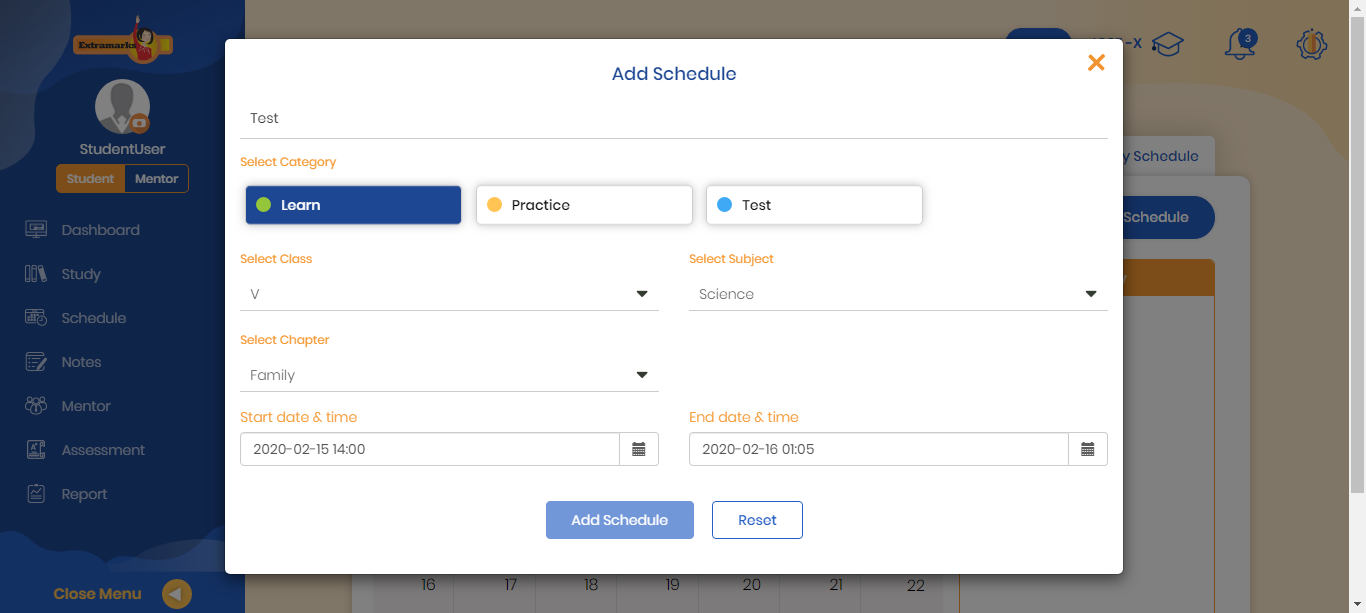 Extramarks
StudentUser
Student Mentor
Dashboard
Study
Schedule
Notes
Mentor
Assessment
Report
Close Menu
3
Add Schedule
Test
Select Category
Learn Practice Test
Select Class Select Subject
V Science
Select Chapter
Family
Start date & time End date & time
2020-02-15 14:00 2020-02-16 01:05
Add Schedule Reset
y Schedule
Schedule
16 17 18 19 20 21 22